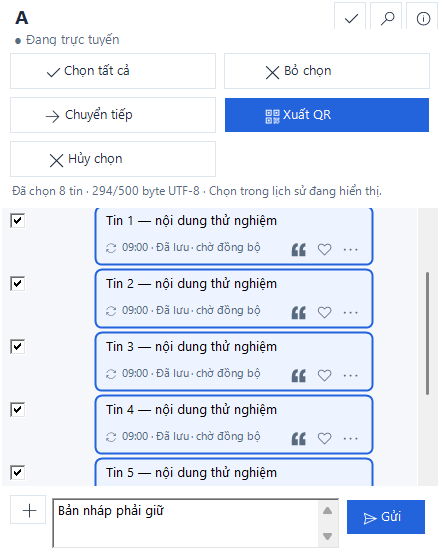 A
Đang trực tuyến
Chọn tất cả
Bỏ chọn
Chuyển tiếp
Xuất QR
Hủy chọn
Đã chọn 8 tin · 294/500 byte UTF-8 · Chọn trong lịch sử đang hiển thị.
Tin 1 — nội dung thử nghiệm
09:00 · Đã lưu · chờ đồng bộ
Tin 2 — nội dung thử nghiệm
09:00 · Đã lưu · chờ đồng bộ
Tin 3 — nội dung thử nghiệm
09:00 · Đã lưu · chờ đồng bộ
Tin 4 — nội dung thử nghiệm
09:00 · Đã lưu · chờ đồng bộ
Tin 5 — nội dung thử nghiệm
Bản nháp phải giữ
Gửi